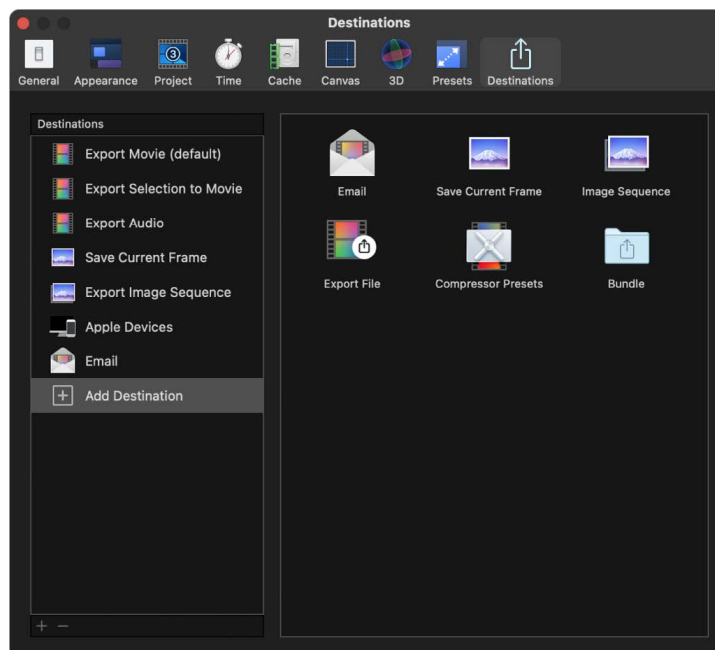 Destinations
General Appearance Project Time Cache Canvas 3D Presets Destinations
Destinations
Export Movie (default)
Export Selection to Movie
Export Audio
Save Current Frame
Export Image Sequence
Apple Devices
Email
Add Destination
Email Save Current Frame Image Sequence
Export File Compressor Presets Bundle